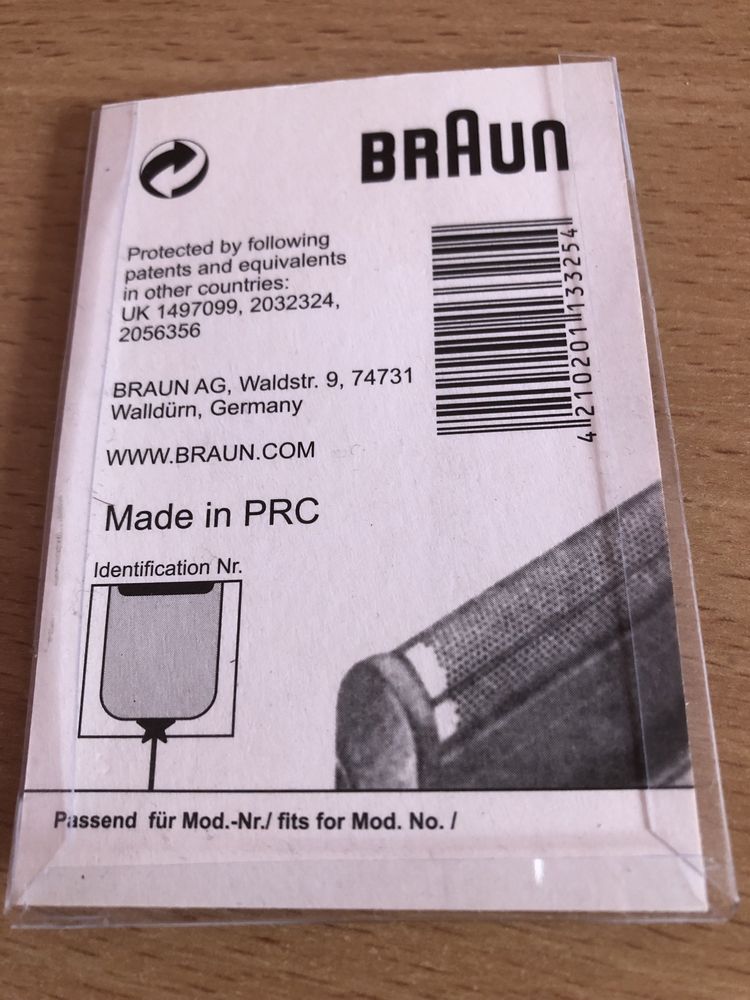 BRAUN
Protected by following
patents and equivalents
in other countries:
UK 1497099, 2032324,
2056356
BRAUN AG, Waldstr. 9, 74731
Walldürn, Germany
WWW.BRAUN.COM
Made in PRC
4 210201 133254
Identification Nr.
Passend für Mod.-Nr./ fits for Mod. No. /